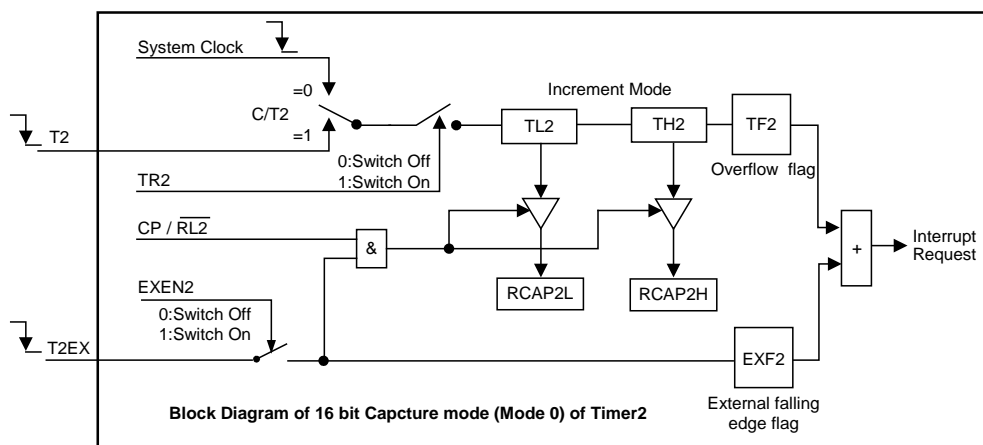 System Clock
=0
C/T2
=1
T2
Increment Mode
TL2
TH2
TF2
Overflow flag
0:Switch Off
1:Switch On
TR2
CP / RL2
&
+
Interrupt
Request
RCAP2L
RCAP2H
EXEN2
0:Switch Off
1:Switch On
T2EX
EXF2
External falling
edge flag
Block Diagram of 16 bit Capcture mode (Mode 0) of Timer2